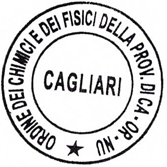 ORDINE DEI CHIMICI E DEI FISICI DELLA PROV. DI CA - OR - NU
CAGLIARI